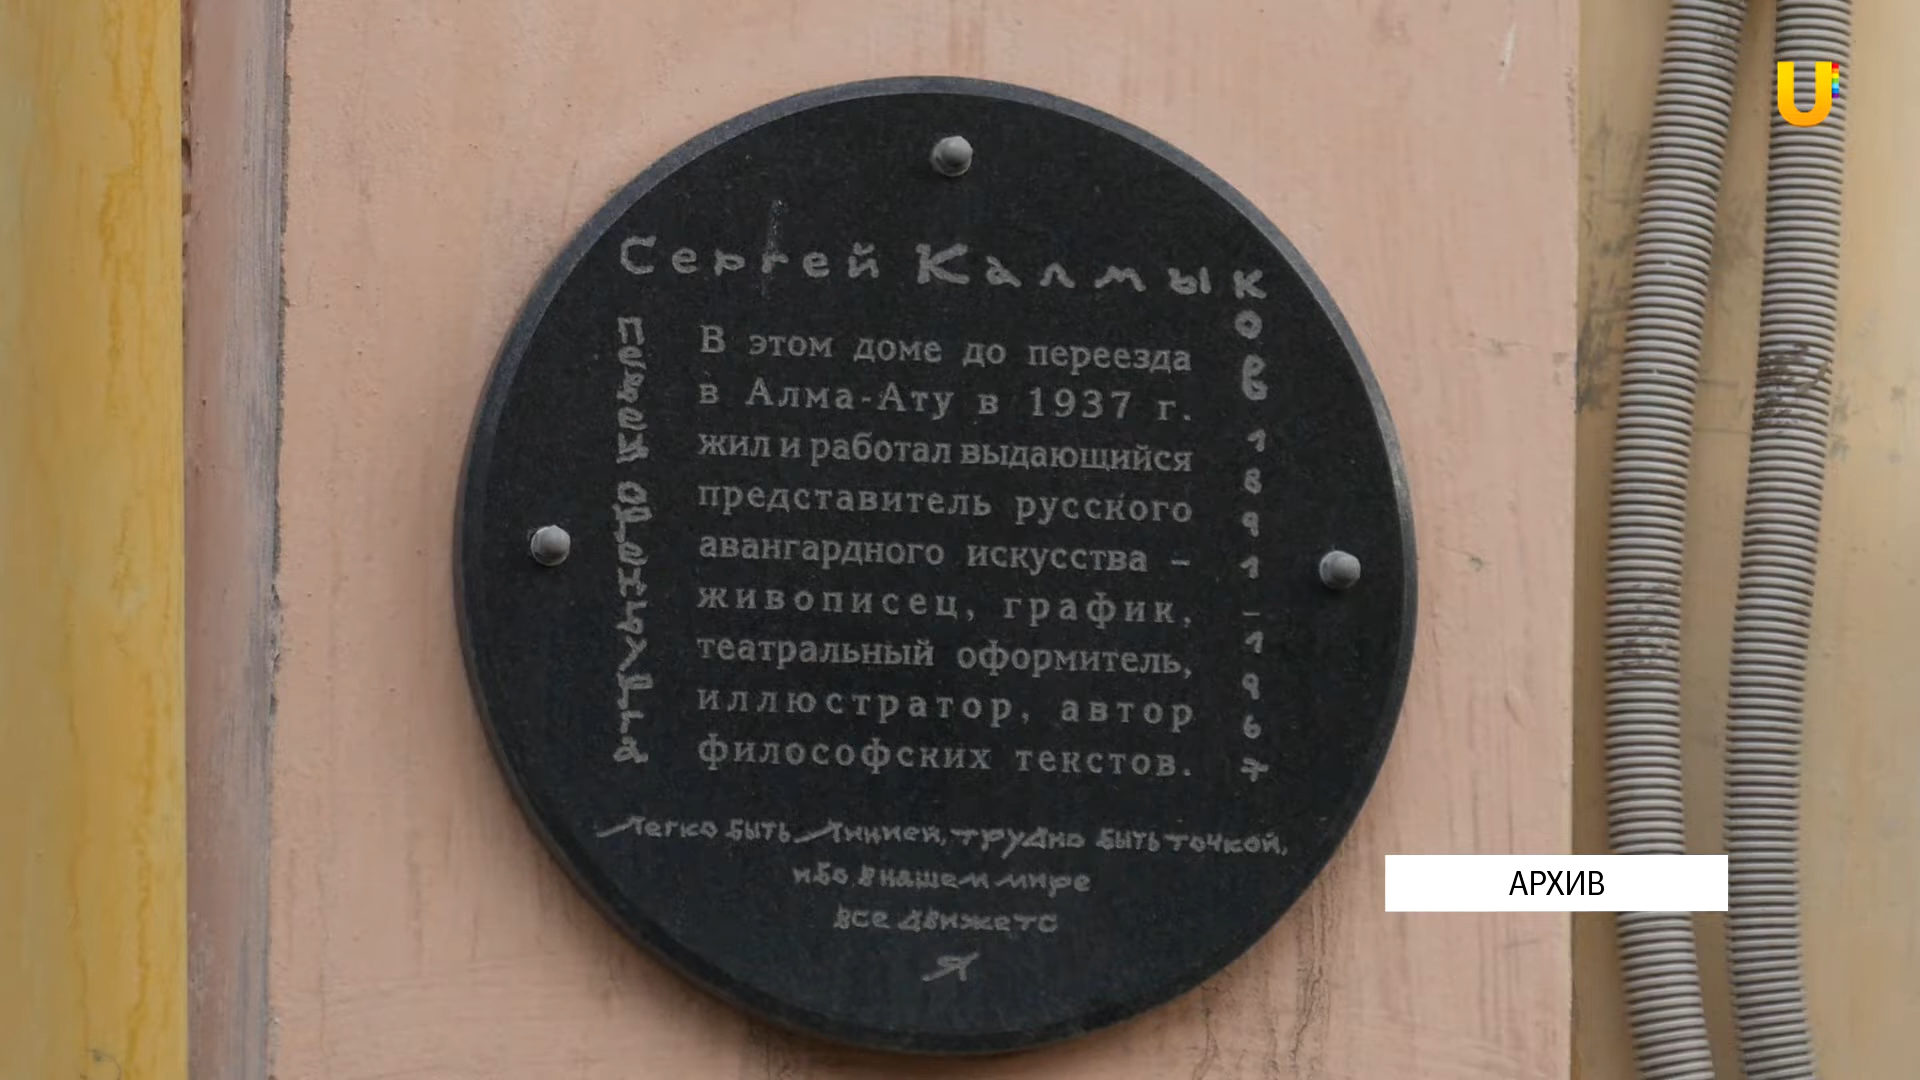 Сергей Калмыков 1891–1967
Певец Оренбурга
В этом доме до переезда
в Алма-Ату в 1937 г.
жил и работал выдающийся
представитель русского
авангардного искусства –
живописец, график,
театральный оформитель,
иллюстратор, автор
философских текстов.
Легко быть линией, трудно быть точкой,
ибо в нашем мире
все движетс
я
U
АРХИВ